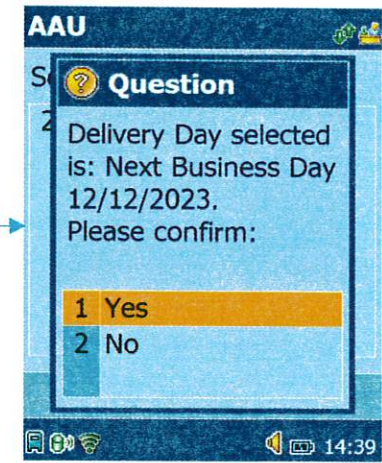 AAU
S
Question
2
Delivery Day selected
is: Next Business Day
12/12/2023.
Please confirm:
1 Yes
2 No
14:39